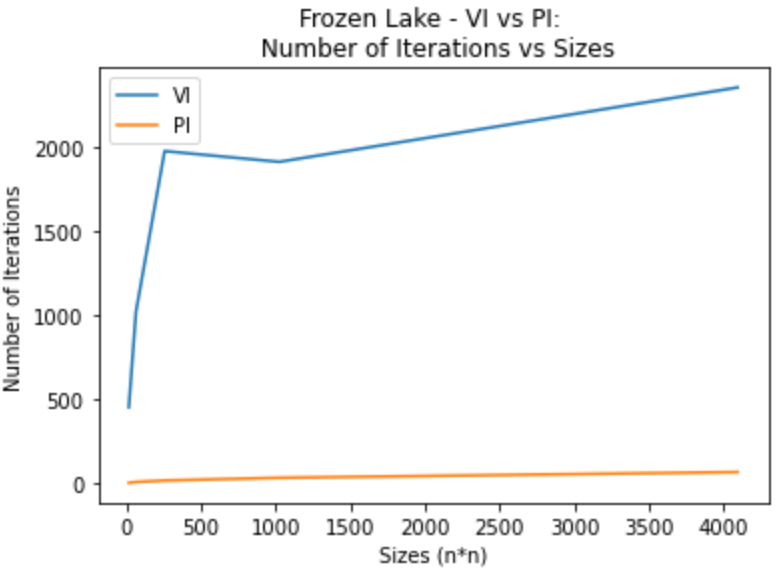 Frozen Lake - VI vs PI:
Number of Iterations vs Sizes
VI
PI
2000
1500
1000
500
0
Number of Iterations
0 500 1000 1500 2000 2500 3000 3500 4000
Sizes (n*n)